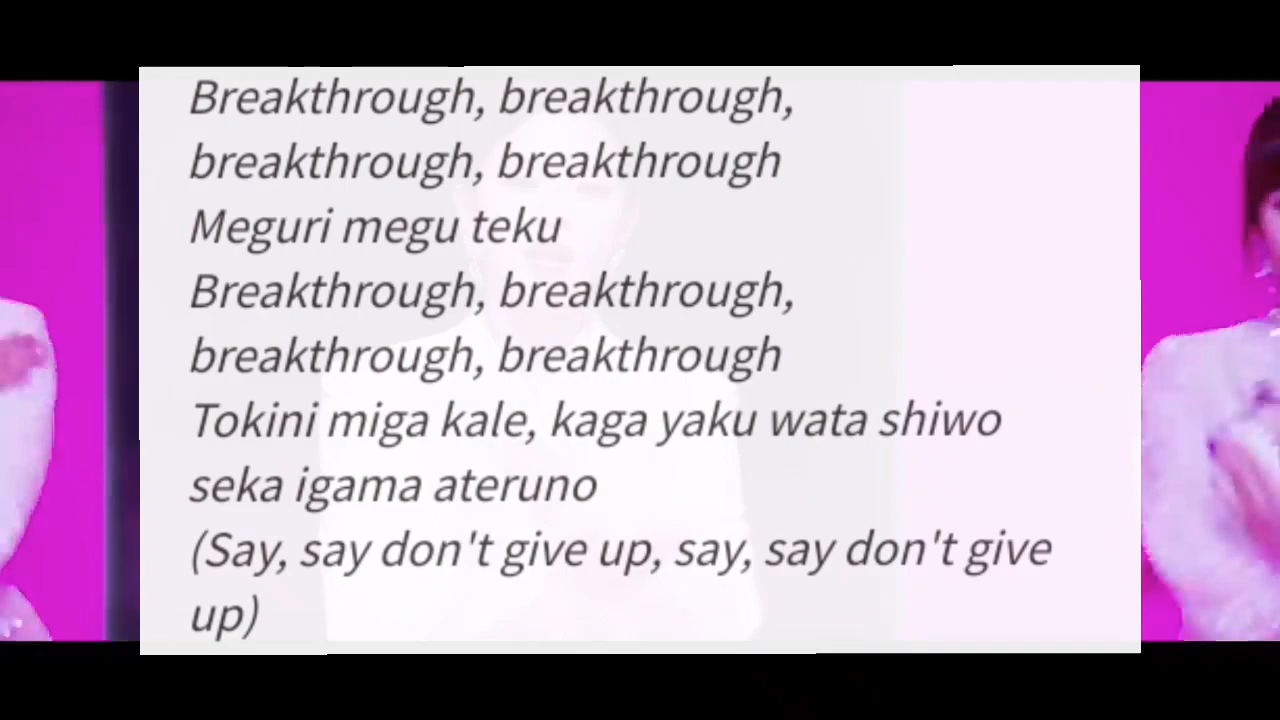 Breakthrough, breakthrough,
breakthrough, breakthrough
Meguri megu teku
Breakthrough, breakthrough,
breakthrough, breakthrough
Tokini miga kale, kaga yaku wata shiwo
seka igama ateruno
(Say, say don't give up, say, say don't give
up)